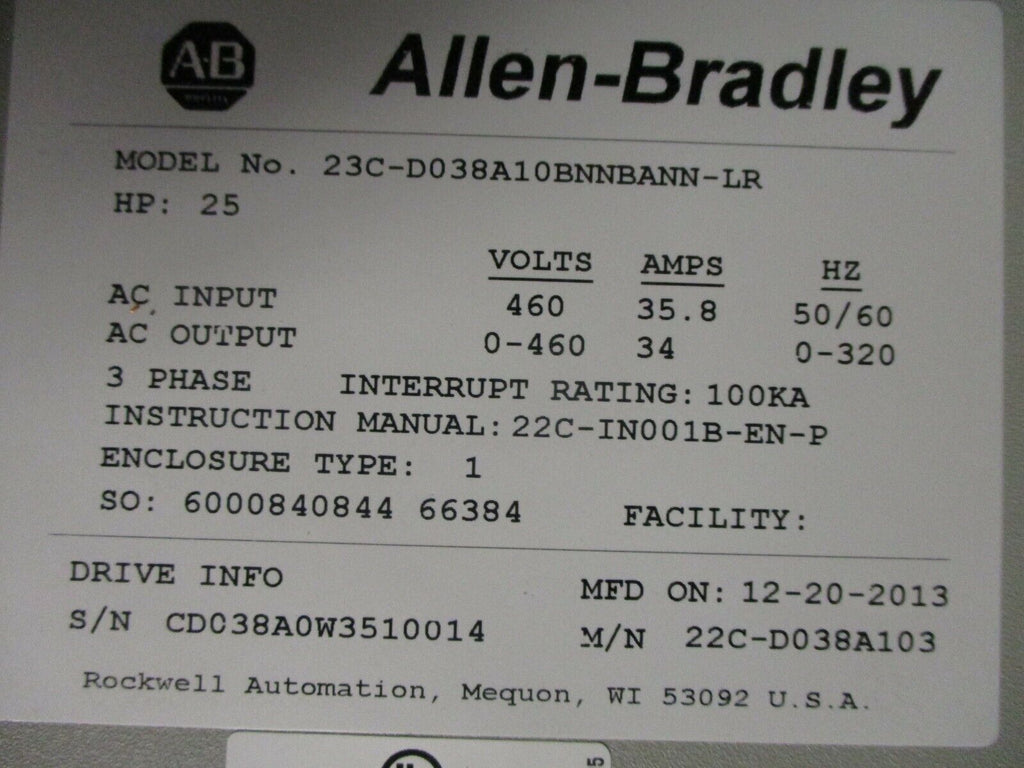 A·B
Allen-Bradley
MODEL No. 23C-D038A10BNNBANN-LR
HP: 25
VOLTS AMPS HZ
AC INPUT 460 35.8 50/60
AC OUTPUT 0-460 34 0-320
3 PHASE INTERRUPT RATING: 100KA
INSTRUCTION MANUAL: 22C-IN001B-EN-P
ENCLOSURE TYPE: 1
SO: 6000840844 66384 FACILITY:
DRIVE INFO MFD ON: 12-20-2013
S/N CD038A0W3510014 M/N 22C-D038A103
Rockwell Automation, Mequon, WI 53092 U.S.A.